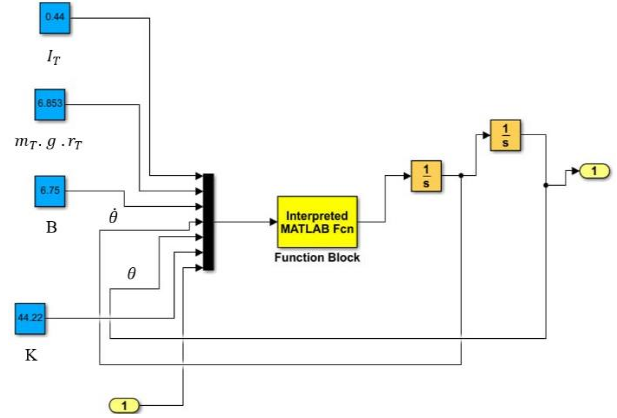 0.44
I_T
6.853
m_T . g . r_T
6.75
B
θ̇
θ
44.22
K
1
Interpreted
MATLAB Fcn
Function Block
1
s
1
s
1